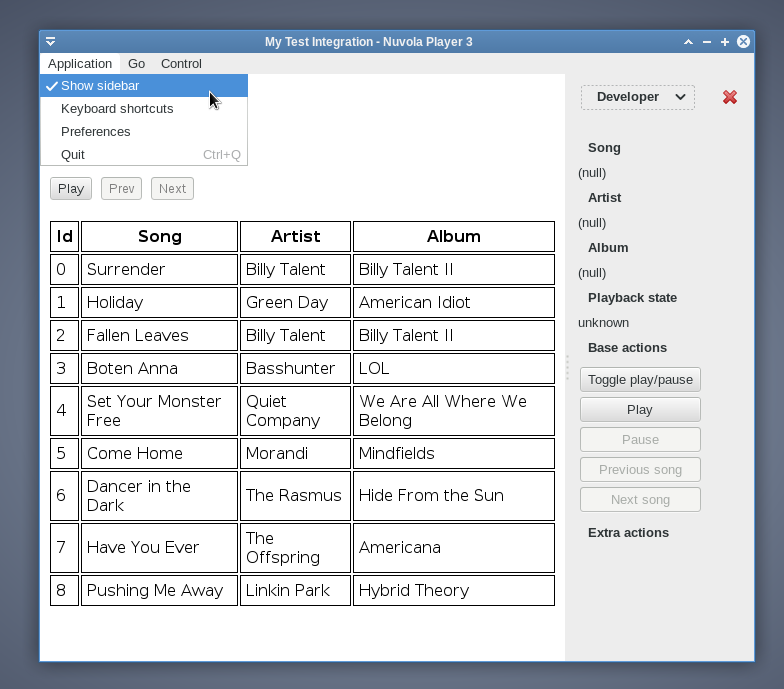 My Test Integration - Nuvola Player 3
Application Go Control
Show sidebar
Keyboard shortcuts
Preferences
Quit Ctrl+Q
Play Prev Next
Id Song Artist Album
0 Surrender Billy Talent Billy Talent II
1 Holiday Green Day American Idiot
2 Fallen Leaves Billy Talent Billy Talent II
3 Boten Anna Basshunter LOL
4 Set Your Monster Free Quiet Company We Are All Where We Belong
5 Come Home Morandi Mindfields
6 Dancer in the Dark The Rasmus Hide From the Sun
7 Have You Ever The Offspring Americana
8 Pushing Me Away Linkin Park Hybrid Theory
Developer
Song
(null)
Artist
(null)
Album
(null)
Playback state
unknown
Base actions
Toggle play/pause
Play
Pause
Previous song
Next song
Extra actions